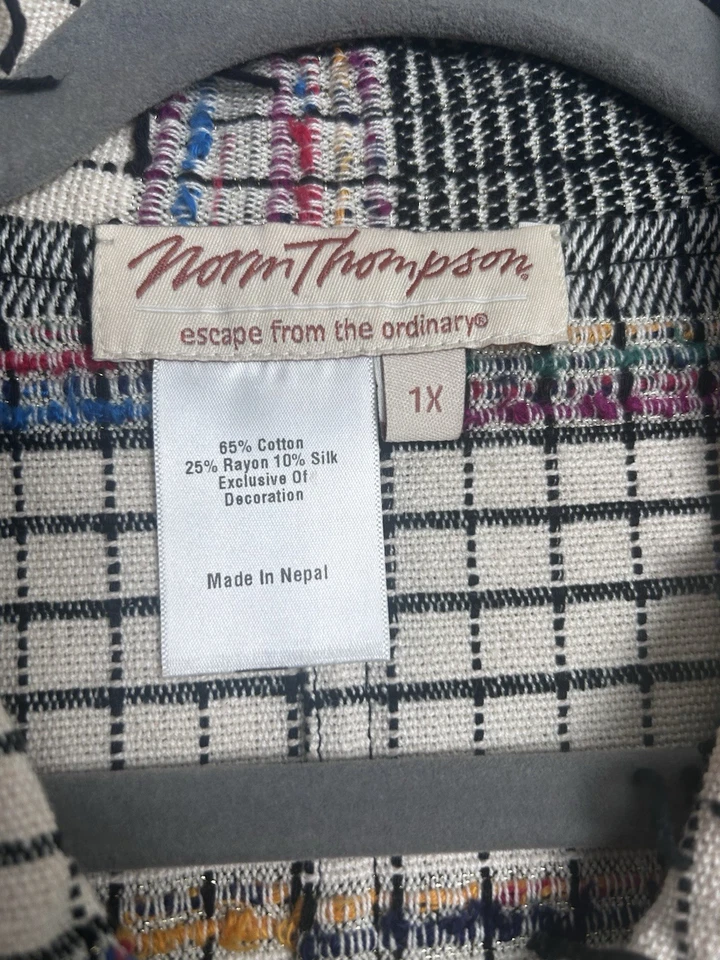 Norm Thompson
escape from the ordinary®
1X
65% Cotton
25% Rayon 10% Silk
Exclusive Of
Decoration
Made In Nepal